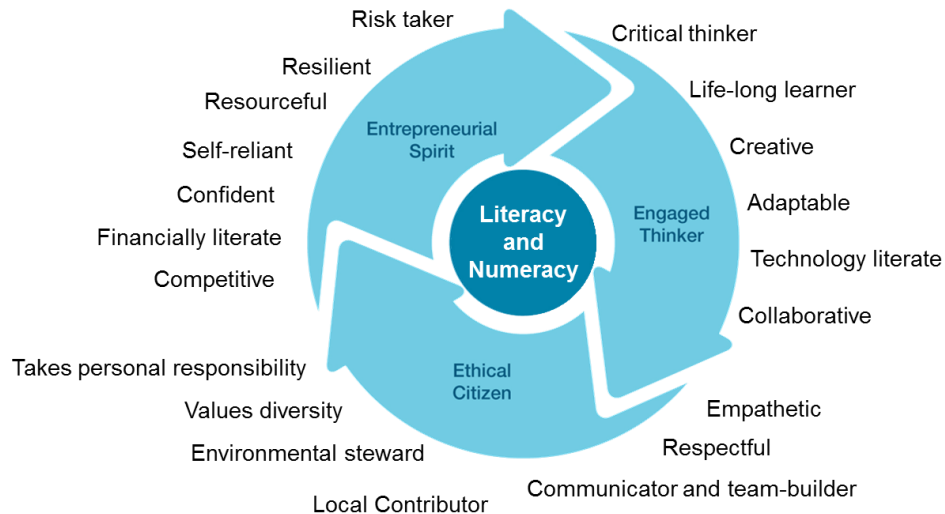 Risk taker
Critical thinker
Resilient
Life-long learner
Resourceful
Entrepreneurial
Spirit
Self-reliant
Creative
Confident
Adaptable
Literacy
and
Numeracy
Engaged
Thinker
Financially literate
Technology literate
Competitive
Collaborative
Takes personal responsibility
Ethical
Citizen
Values diversity
Empathetic
Environmental steward
Respectful
Local Contributor
Communicator and team-builder